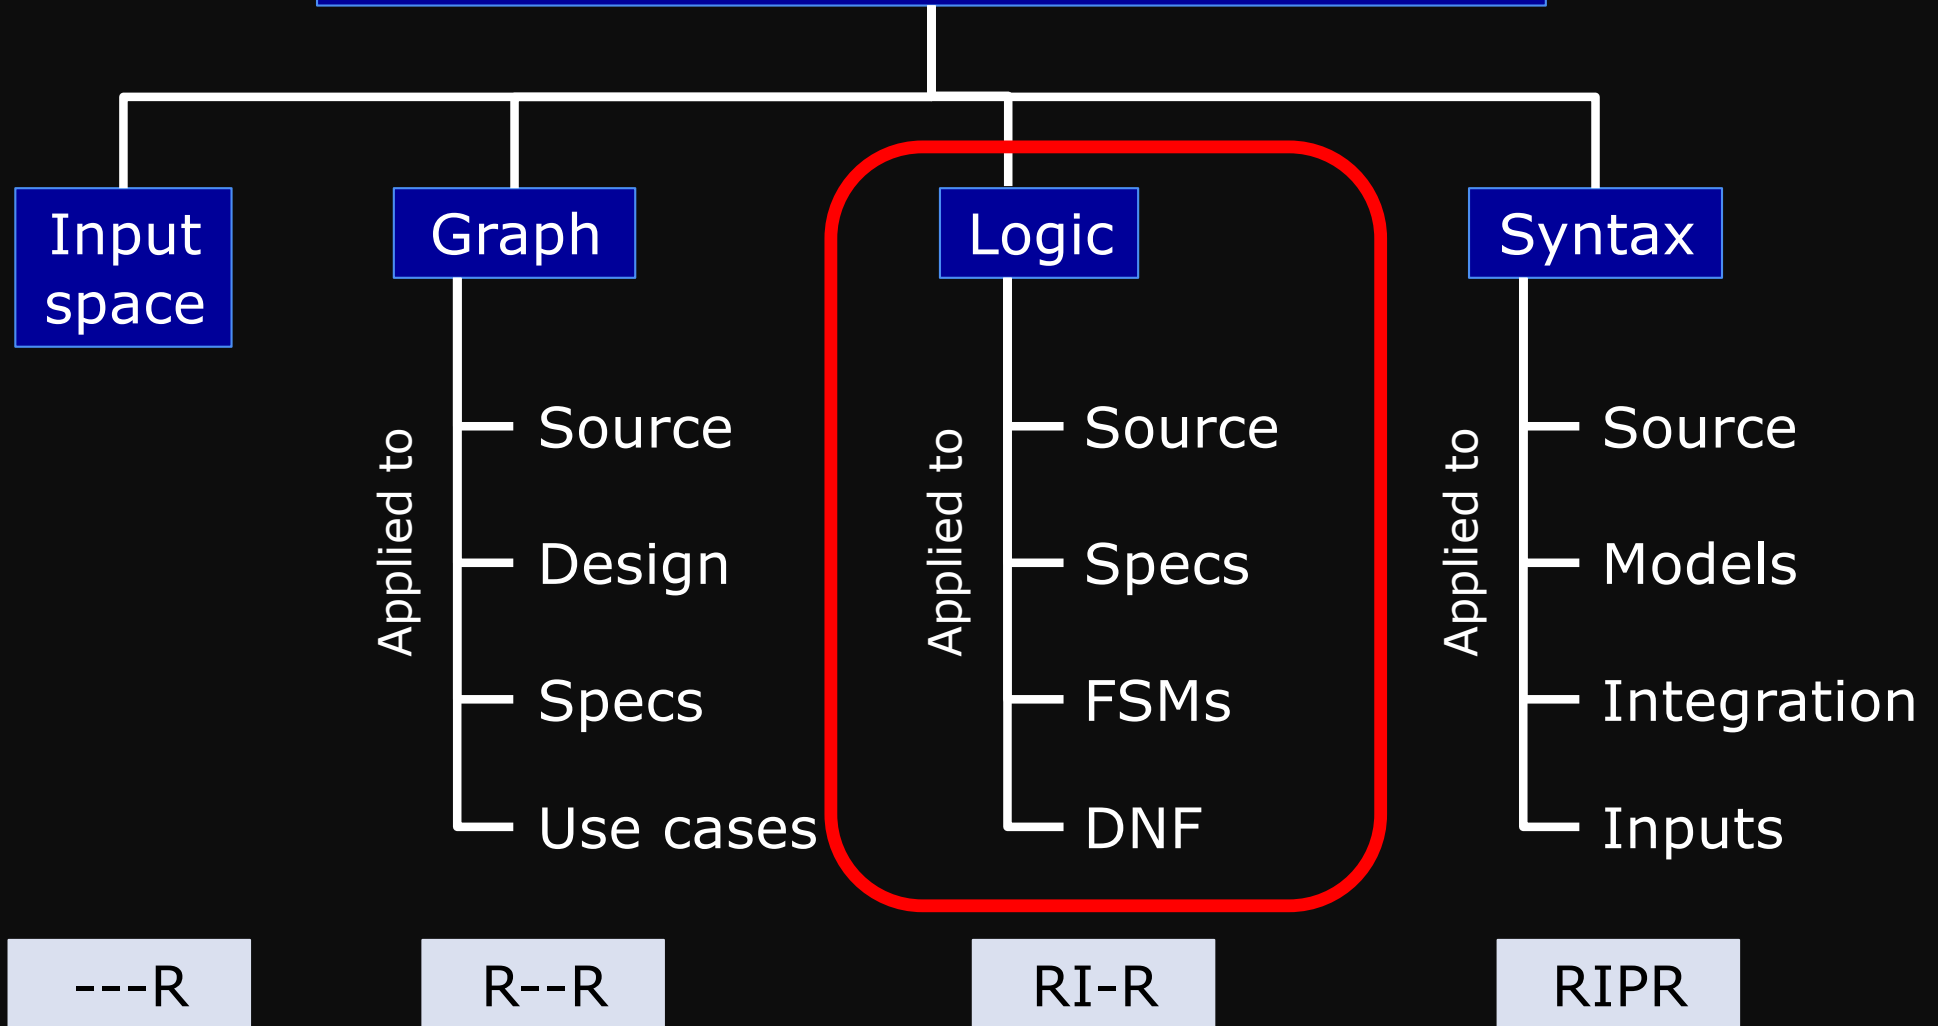 Input
space
Graph
Logic
Syntax
Applied to
Source
Design
Specs
Use cases
Applied to
Source
Specs
FSMs
DNF
Applied to
Source
Models
Integration
Inputs
---R
R--R
RI-R
RIPR